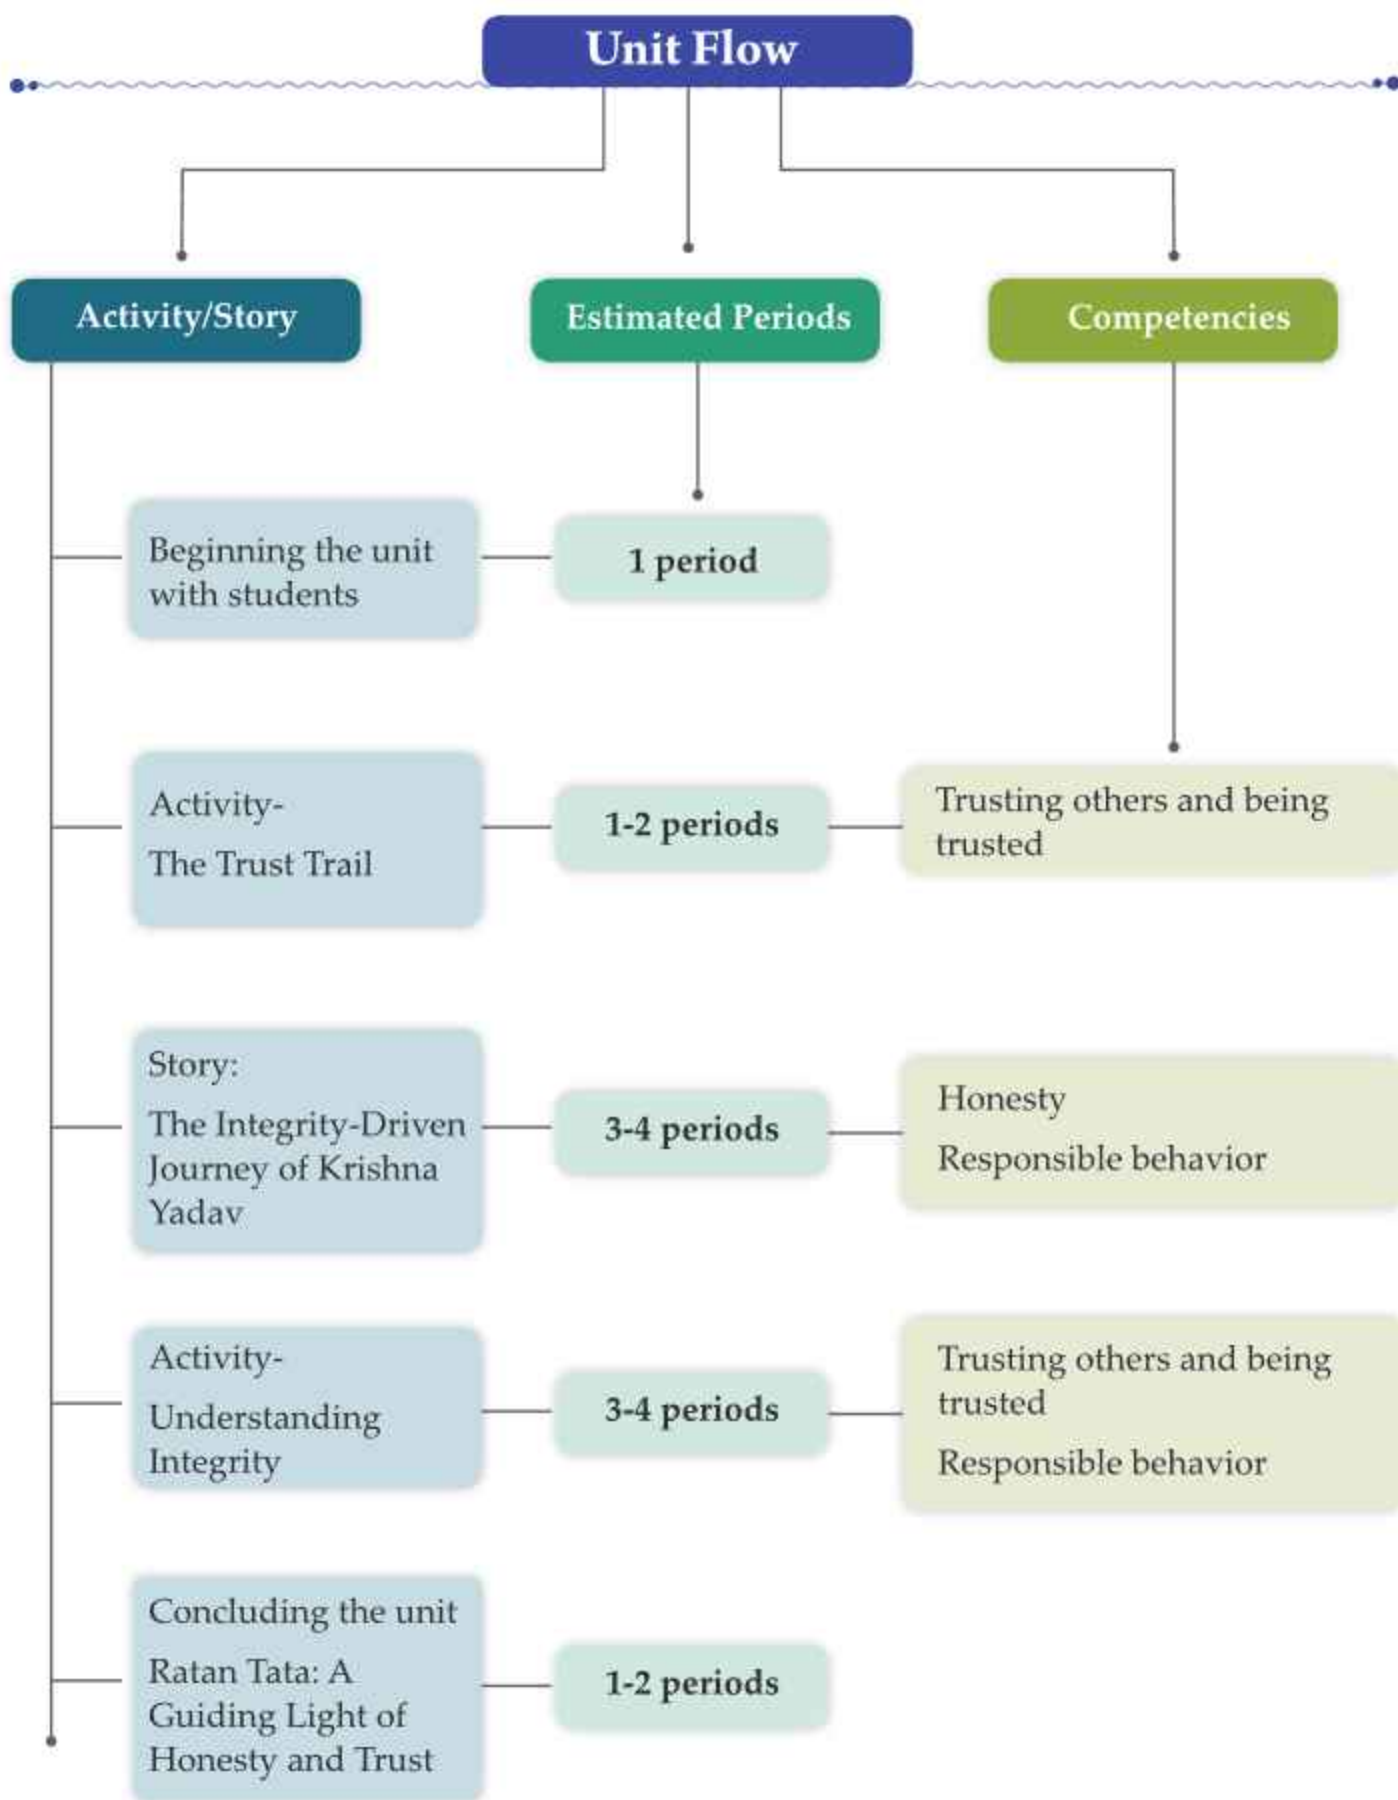 Unit Flow
Activity/Story
Estimated Periods
Competencies
Beginning the unit
with students
1 period
Activity-
The Trust Trail
1-2 periods
Trusting others and being
trusted
Story:
The Integrity-Driven
Journey of Krishna
Yadav
3-4 periods
Honesty
Responsible behavior
Activity-
Understanding
Integrity
3-4 periods
Trusting others and being
trusted
Responsible behavior
Concluding the unit
Ratan Tata: A
Guiding Light of
Honesty and Trust
1-2 periods